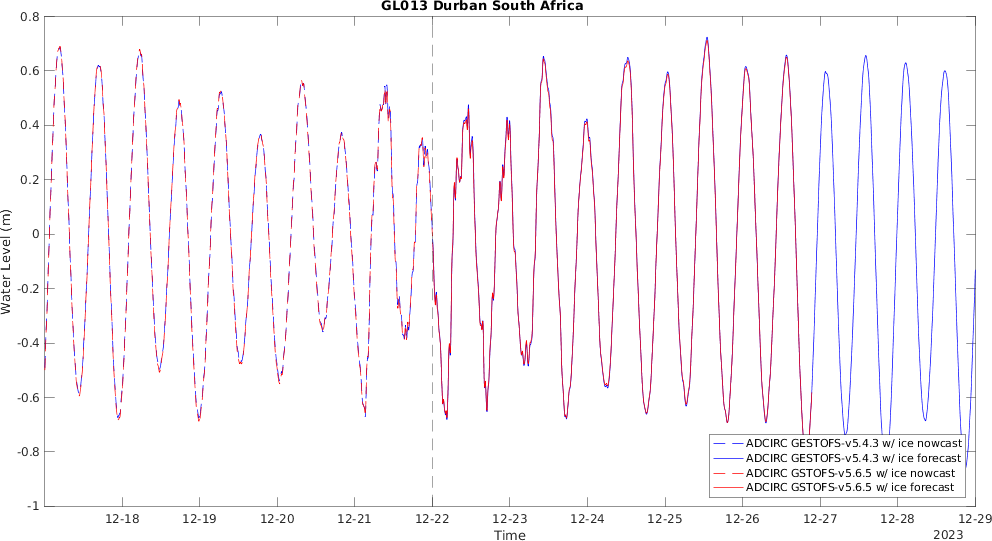 GL013 Durban South Africa
Water Level (m)
0.8
0.6
0.4
0.2
0
-0.2
-0.4
-0.6
-0.8
-1
ADCIRC GESTOFS-v5.4.3 w/ ice nowcast
ADCIRC GESTOFS-v5.4.3 w/ ice forecast
ADCIRC GSTOFS-v5.6.5 w/ ice nowcast
ADCIRC GSTOFS-v5.6.5 w/ ice forecast
12-18 12-19 12-20 12-21 12-22 12-23 12-24 12-25 12-26 12-27 12-28 12-29
Time
2023